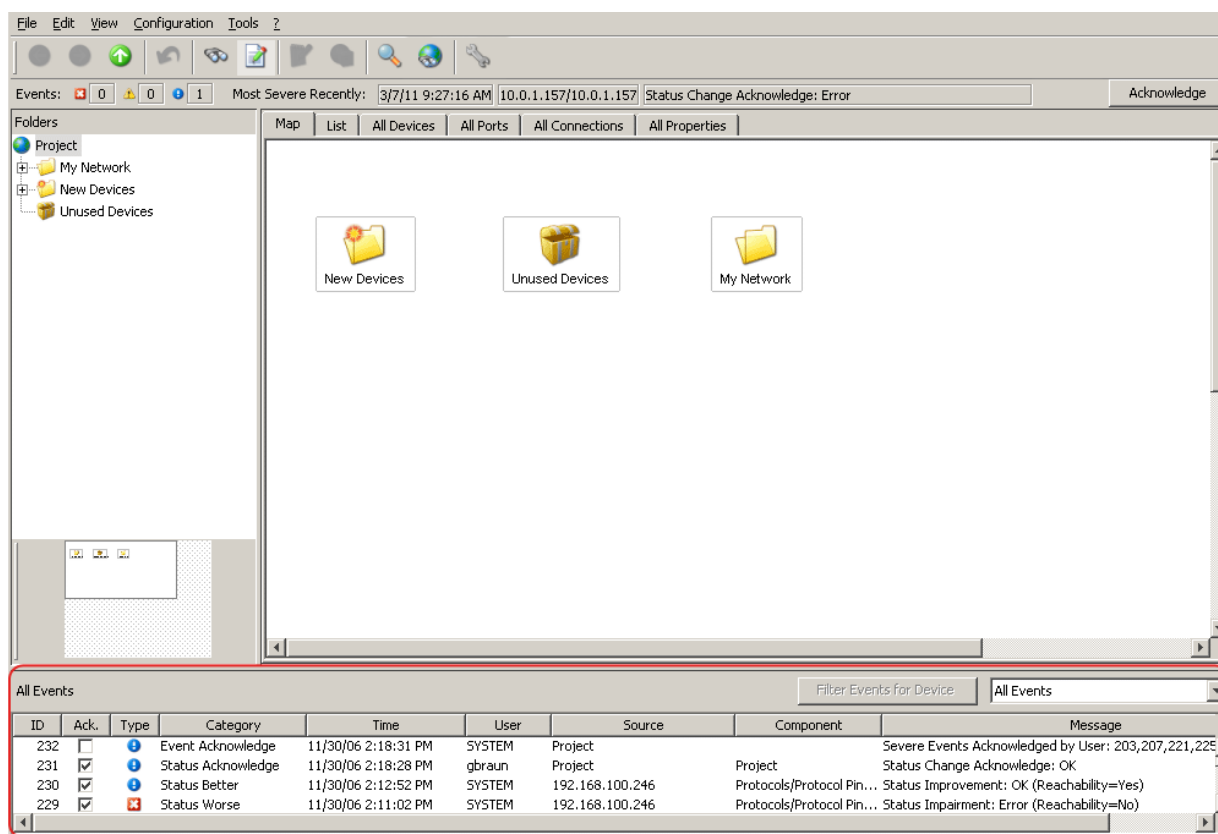 File Edit View Configuration Tools ?
Events: 0 0 1 Most Severe Recently: 3/7/11 9:27:16 AM 10.0.1.157/10.0.1.157 Status Change Acknowledge: Error Acknowledge
Folders
Project
My Network
New Devices
Unused Devices
Map List All Devices All Ports All Connections All Properties
New Devices Unused Devices My Network
All Events Filter Events for Device All Events
ID Ack. Type Category Time User Source Component Message
232 Event Acknowledge 11/30/06 2:18:31 PM SYSTEM Project Severe Events Acknowledged by User: 203,207,221,225
231 Status Acknowledge 11/30/06 2:18:28 PM gbraun Project Project Status Change Acknowledge: OK
230 Status Better 11/30/06 2:12:52 PM SYSTEM 192.168.100.246 Protocols/Protocol Pin... Status Improvement: OK (Reachability=Yes)
229 Status Worse 11/30/06 2:11:02 PM SYSTEM 192.168.100.246 Protocols/Protocol Pin... Status Impairment: Error (Reachability=No)